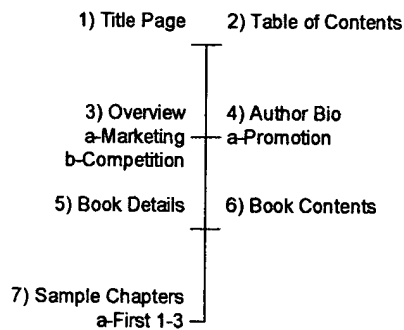 1) Title Page
2) Table of Contents
3) Overview
a-Marketing
b-Competition
4) Author Bio
a-Promotion
5) Book Details
6) Book Contents
7) Sample Chapters
a-First 1-3